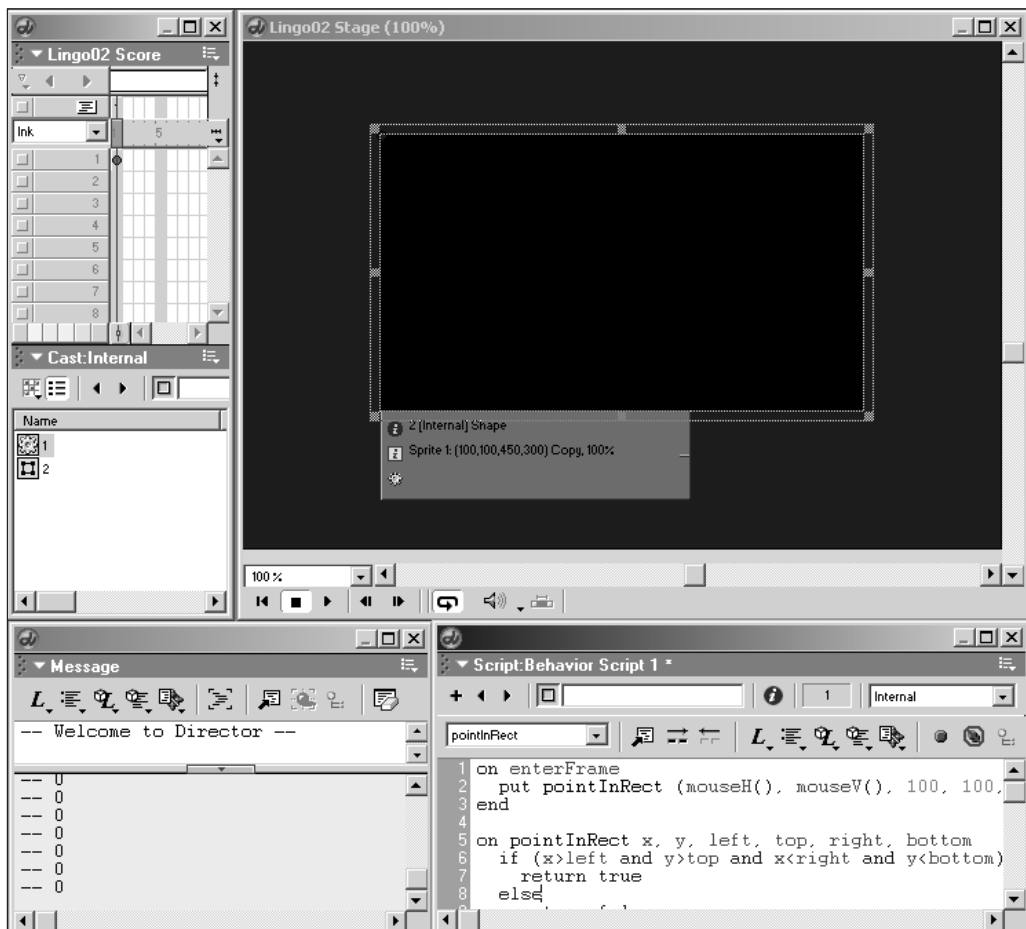 Lingo02 Score
5
Ink
1
2
3
4
5
6
7
8
Cast:Internal
Name
1
2
Lingo02 Stage (100%)
2 (Internal) Shape
Sprite 1: (100,100,450,300) Copy, 100%
100 %
Message
-- Welcome to Director --
-- 0
-- 0
-- 0
-- 0
-- 0
-- 0
-- 0
Script:Behavior Script 1 *
1
Internal
pointInRect
1 on enterFrame
2 put pointInRect (mouseH(), mouseV(), 100, 100,
3 end
4
5 on pointInRect x, y, left, top, right, bottom
6 if (x>left and y>top and x<right and y<bottom)
7 return true
8 else